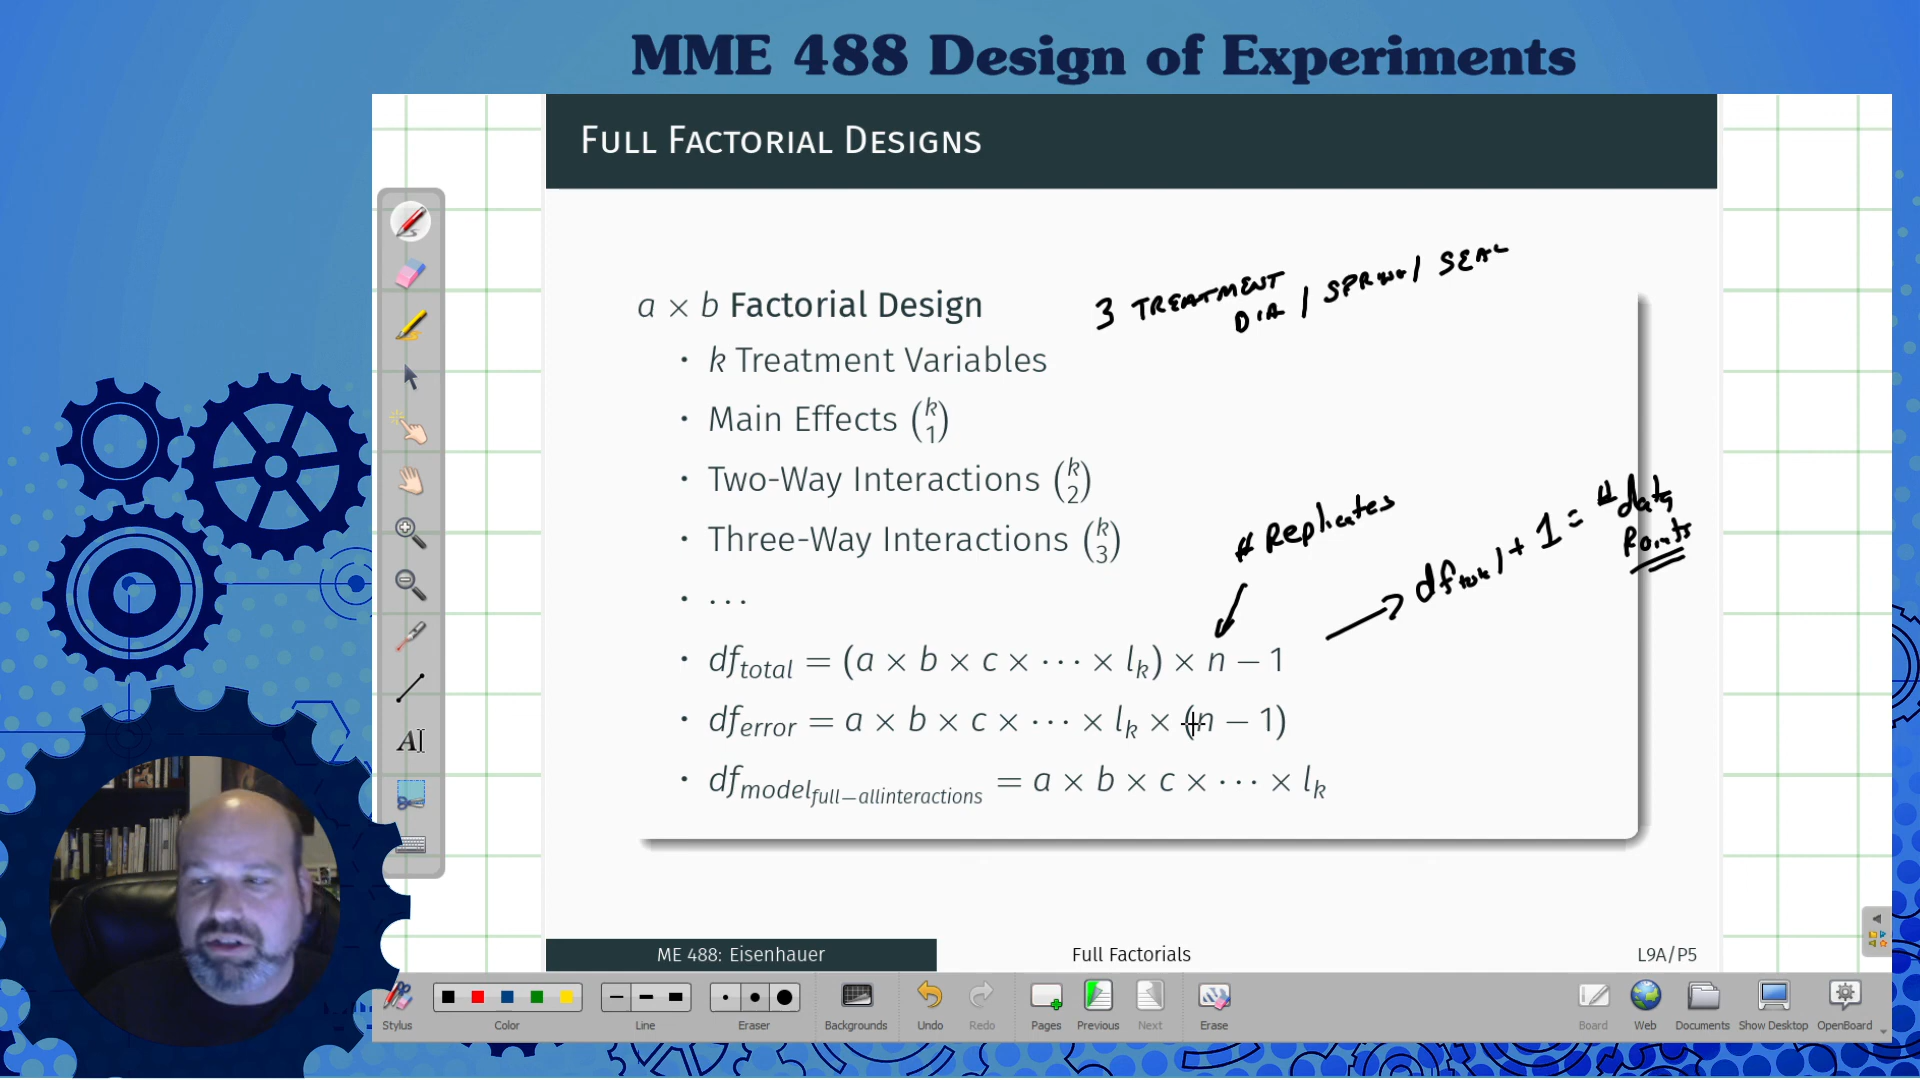 MME 488 Design of Experiments
FULL FACTORIAL DESIGNS
a × b Factorial Design
3 TREATMENT
DIA / SPRING / SEAL
• k Treatment Variables
• Main Effects (k 1)
• Two-Way Interactions (k 2)
• Three-Way Interactions (k 3)
# Replicates
df total + 1 = # data
Points
• ...
• df_total = (a × b × c × ··· × l_k) × n − 1
• df_error = a × b × c × ··· × l_k × (n − 1)
• df_model_full−allinteractions = a × b × c × ··· × l_k
ME 488: Eisenhauer
Full Factorials
L9A/P5
Stylus
Color
Line
Eraser
Backgrounds
Undo
Redo
Pages
Previous
Next
Erase
Board
Web
Documents
Show Desktop
OpenBoard